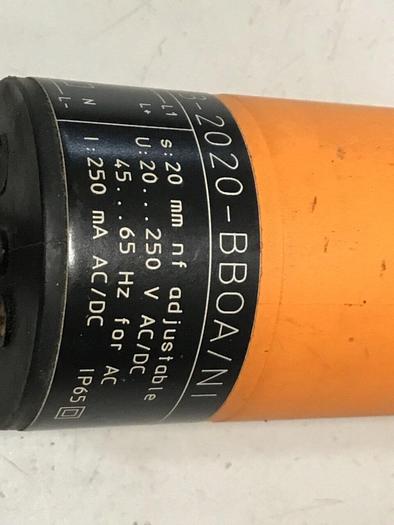 -2020-BBOA/NI
s:20 mm nf adjustable
U:20...250 V AC/DC
45...65 Hz for AC
I:250 mA AC/DC
IP65
L1
L+
N
L-